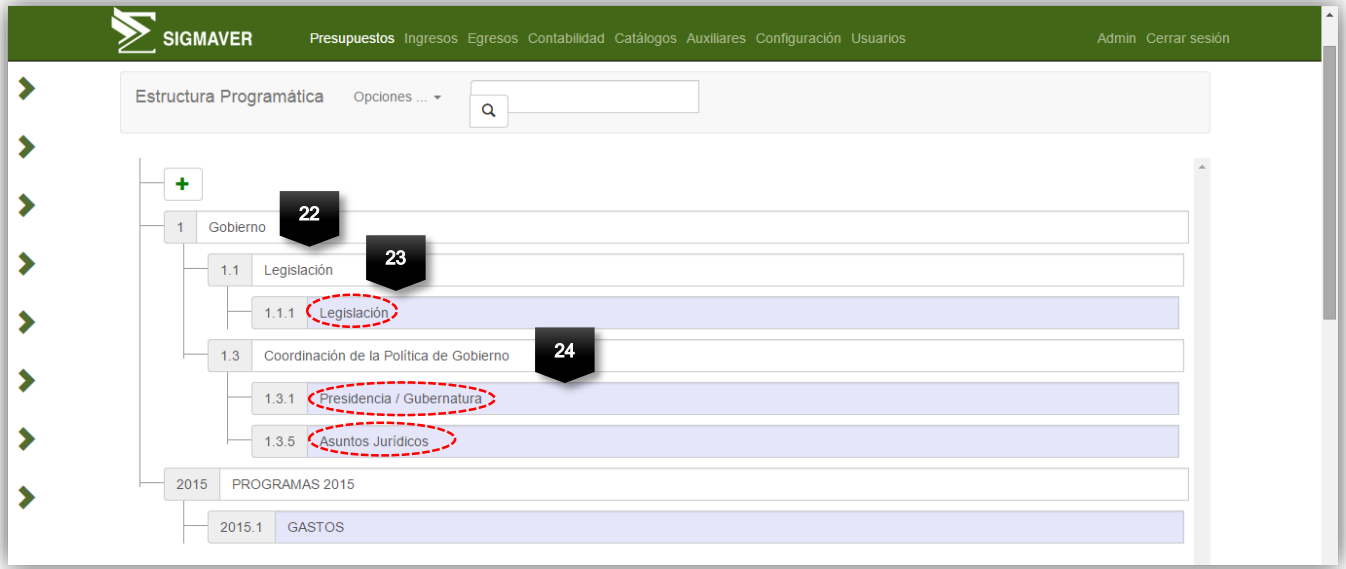 SIGMAVER Presupuestos Ingresos Egresos Contabilidad Catálogos Auxiliares Configuración Usuarios Admin Cerrar sesión
Estructura Programática Opciones ...
22
1 Gobierno
23
1.1 Legislación
1.1.1 Legislación
24
1.3 Coordinación de la Política de Gobierno
1.3.1 Presidencia / Gubernatura
1.3.5 Asuntos Jurídicos
2015 PROGRAMAS 2015
2015.1 GASTOS